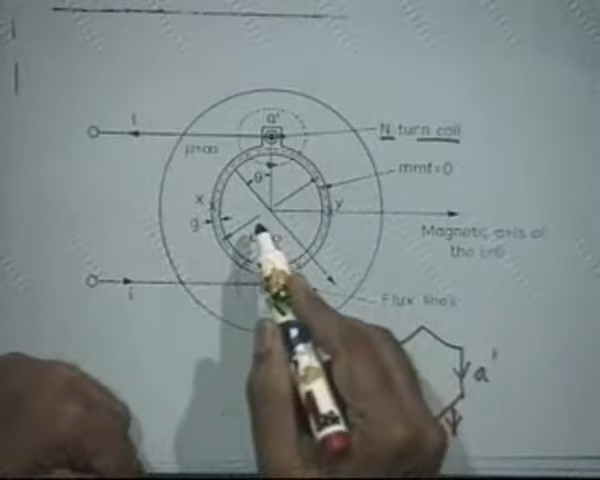 a'
i
N turn coil
μ=∞
mmf=0
θ
x
y
g
Magnetic axis of
the coil
i
Flux lines
a'